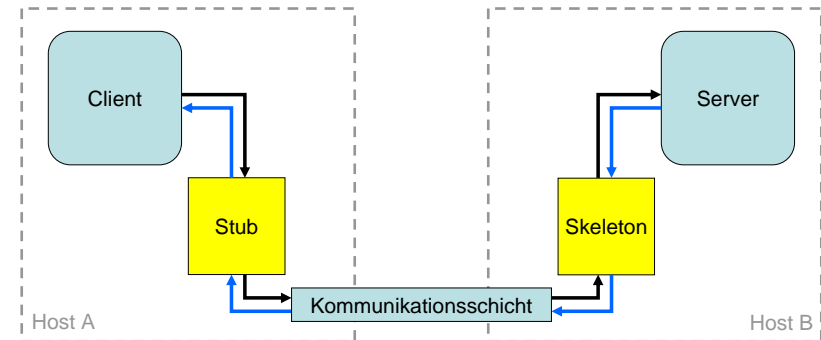 Client
Server
Stub
Skeleton
Kommunikationsschicht
Host A
Host B